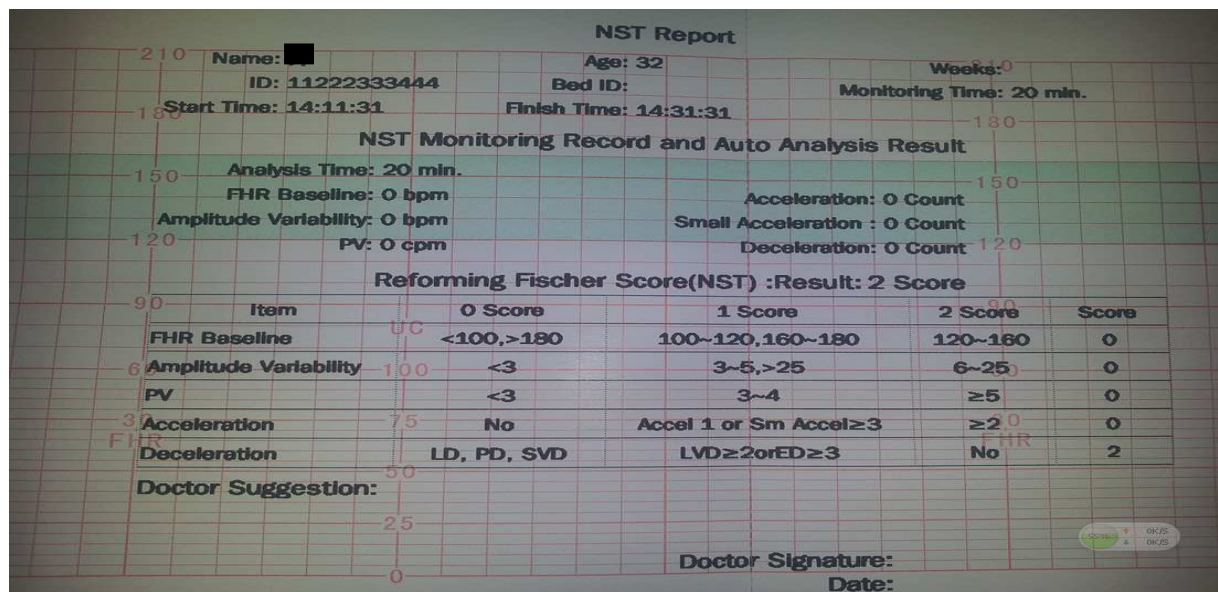 NST Report
Name:
Age: 32
Weeks:
ID: 11222333444
Bed ID:
Monitoring Time: 20 min.
Start Time: 14:11:31
Finish Time: 14:31:31
NST Monitoring Record and Auto Analysis Result
Analysis Time: 20 min.
FHR Baseline: 0 bpm
Acceleration: 0 Count
Amplitude Variability: 0 bpm
Small Acceleration : 0 Count
PV: 0 cpm
Deceleration: 0 Count
Reforming Fischer Score(NST) :Result: 2 Score
Item 0 Score 1 Score 2 Score Score
FHR Baseline <100,>180 100~120,160~180 120~160 0
Amplitude Variability <3 3~5,>25 6~25 0
PV <3 3~4 ≥5 0
Acceleration No Accel 1 or Sm Accel≥3 ≥2 0
Deceleration LD, PD, SVD LVD≥2orED≥3 No 2
Doctor Suggestion:
Doctor Signature:
Date:
210
180 180
150 150
120 120
90
UC
100
75
FHR FHR
50
25
0
0K/S
0K/S